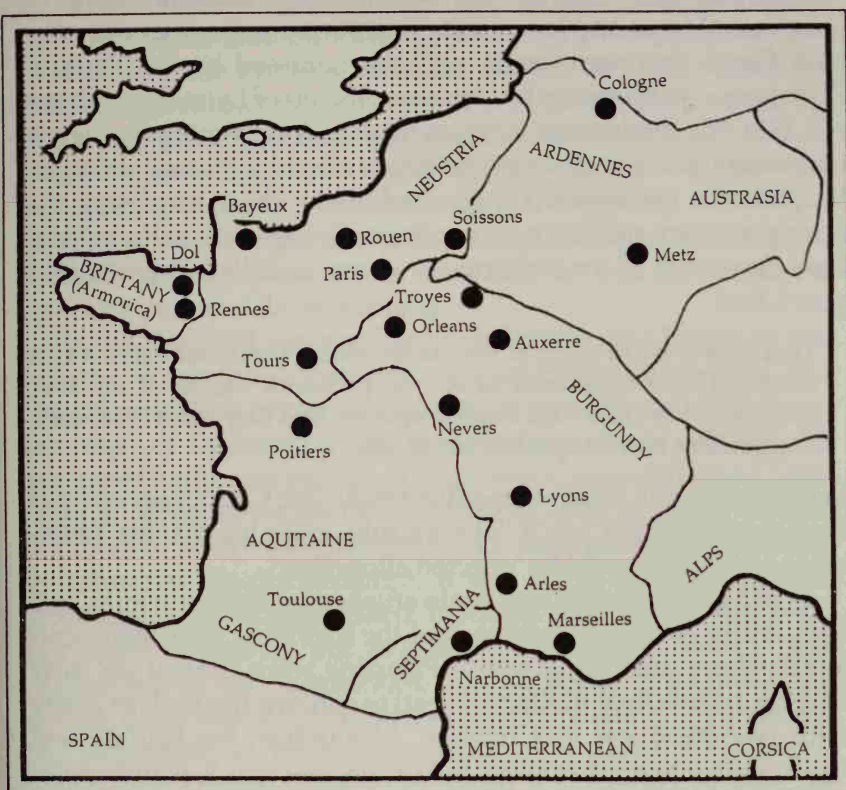 Cologne
NEUSTRIA
ARDENNES
AUSTRASIA
Bayeux
Rouen
Soissons
Metz
Dol
Paris
BRITTANY
(Armorica)
Rennes
Troyes
Orleans
Auxerre
Tours
BURGUNDY
Nevers
Poitiers
Lyons
AQUITAINE
ALPS
Arles
Toulouse
GASCONY
SEPTIMANIA
Marseilles
Narbonne
SPAIN
MEDITERRANEAN
CORSICA